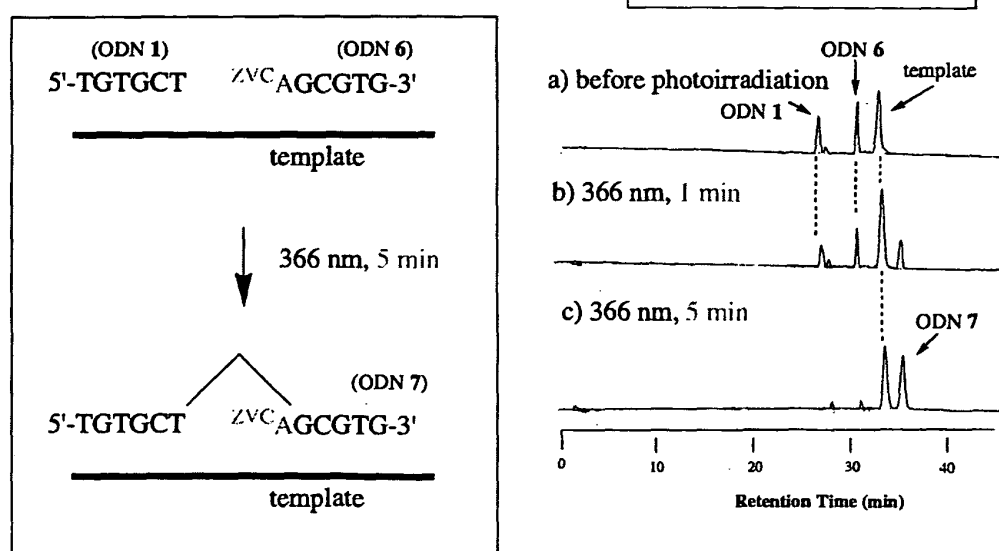 (ODN 1) (ODN 6)
5'-TGTGCT ZVCAGCGTG-3'
template
366 nm, 5 min
(ODN 7)
5'-TGTGCT ZVCAGCGTG-3'
template
a) before photoirradiation
ODN 6
template
ODN 1
b) 366 nm, 1 min
c) 366 nm, 5 min
ODN 7
0 10 20 30 40
Retention Time (min)